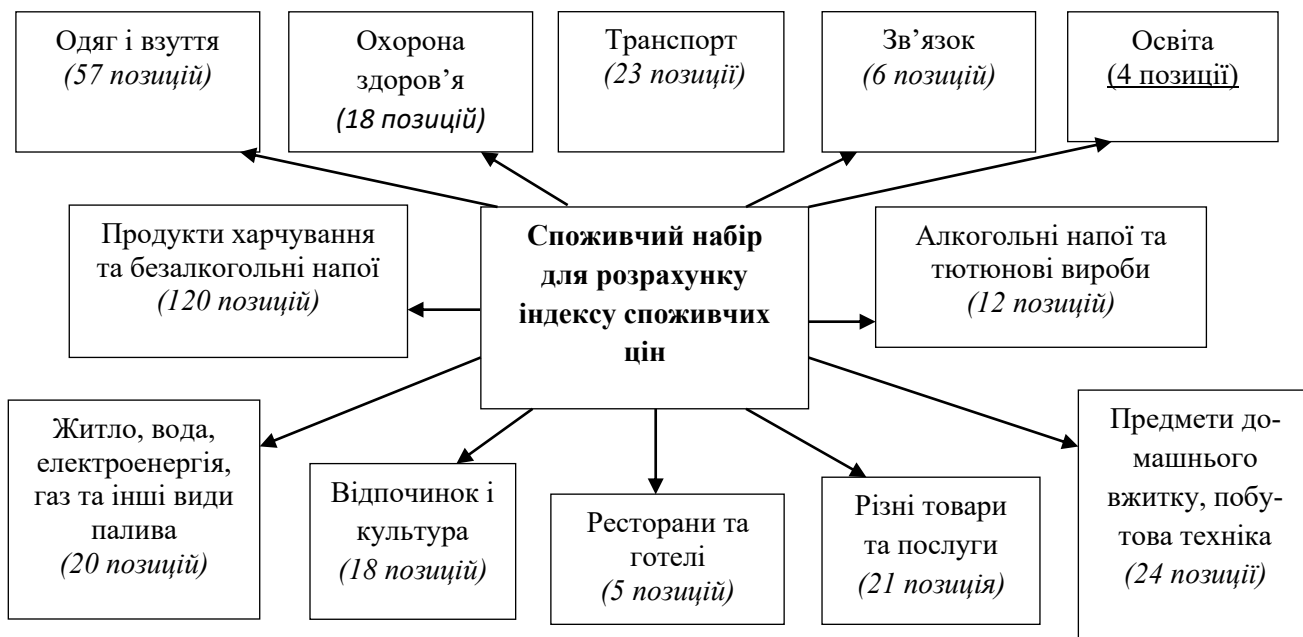 Одяг і взуття
(57 позицій)
Охорона
здоров’я
(18 позицій)
Транспорт
(23 позиції)
Зв’язок
(6 позицій)
Освіта
(4 позиції)
Продукти харчування
та безалкогольні напої
(120 позицій)
Споживчий набір
для розрахунку
індексу споживчих
цін
Алкогольні напої та
тютюнові вироби
(12 позицій)
Житло, вода,
електроенергія,
газ та інші види
палива
(20 позицій)
Відпочинок і
культура
(18 позицій)
Ресторани та
готелі
(5 позицій)
Різні товари
та послуги
(21 позиція)
Предмети до-
машнього
вжитку, побу-
това техніка
(24 позиції)